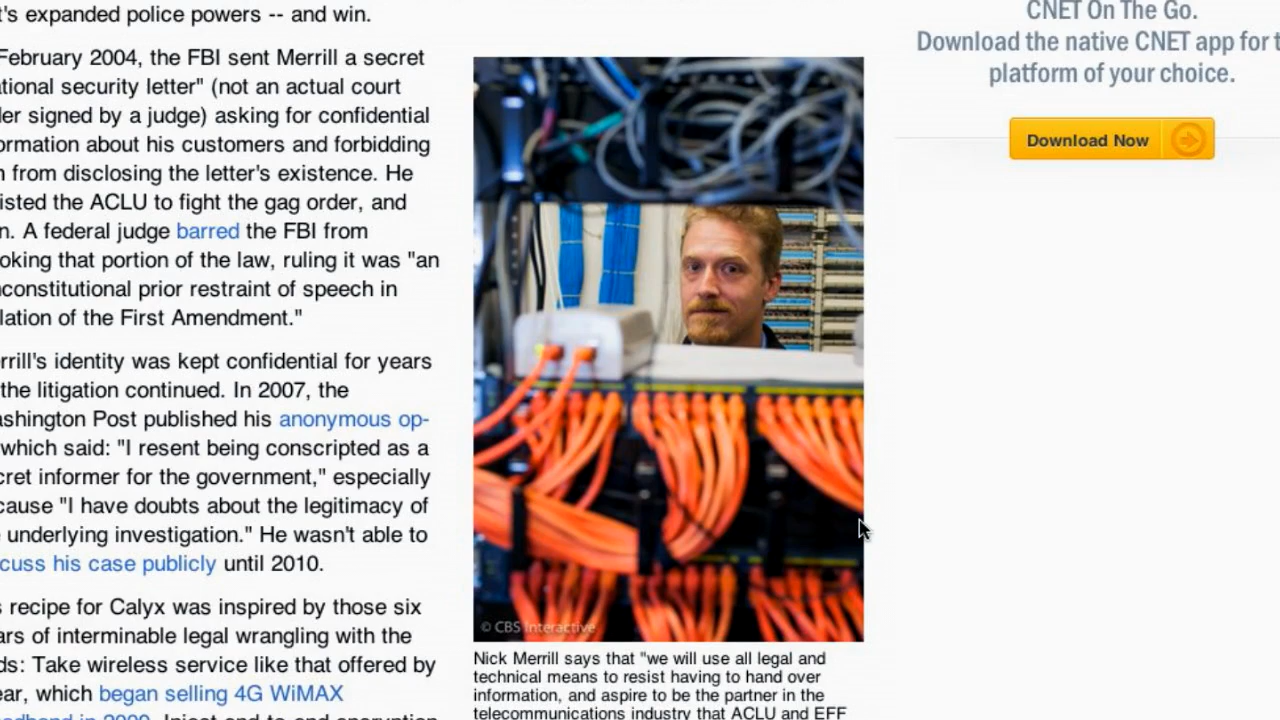 t's expanded police powers -- and win.
February 2004, the FBI sent Merrill a secret
tional security letter" (not an actual court
ler signed by a judge) asking for confidential
ormation about his customers and forbidding
n from disclosing the letter's existence. He
isted the ACLU to fight the gag order, and
n. A federal judge barred the FBI from
oking that portion of the law, ruling it was "an
nconstitutional prior restraint of speech in
lation of the First Amendment."
errill's identity was kept confidential for years
the litigation continued. In 2007, the
ashington Post published his anonymous op-
which said: "I resent being conscripted as a
cret informer for the government," especially
cause "I have doubts about the legitimacy of
e underlying investigation." He wasn't able to
cuss his case publicly until 2010.
s recipe for Calyx was inspired by those six
ars of interminable legal wrangling with the
ds: Take wireless service like that offered by
ear, which began selling 4G WiMAX
© CBS Interactive
Nick Merrill says that "we will use all legal and
technical means to resist having to hand over
information, and aspire to be the partner in the
telecommunications industry that ACLU and EFF
CNET On The Go.
Download the native CNET app for t
platform of your choice.
Download Now